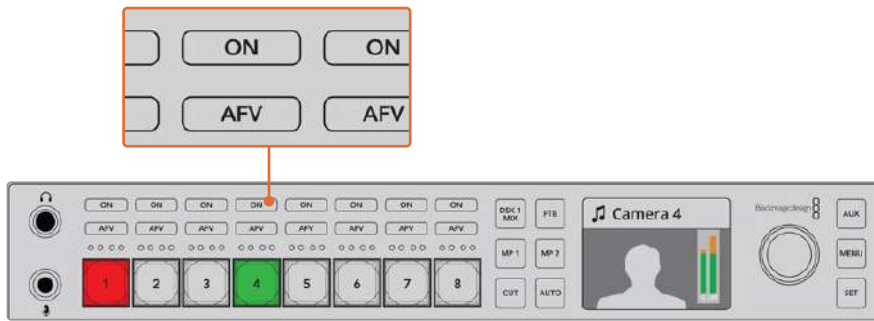 ON ON
AFV AFV
ON ON ON ON ON ON ON ON
AFV AFV AFV AFV AFV AFV AFV AFV
1 2 3 4 5 6 7 8
DSK 1
MIX
FTB
MP 1 MP 2
CUT AUTO
Camera 4
Blackmagicdesign
AUX
MENU
SET